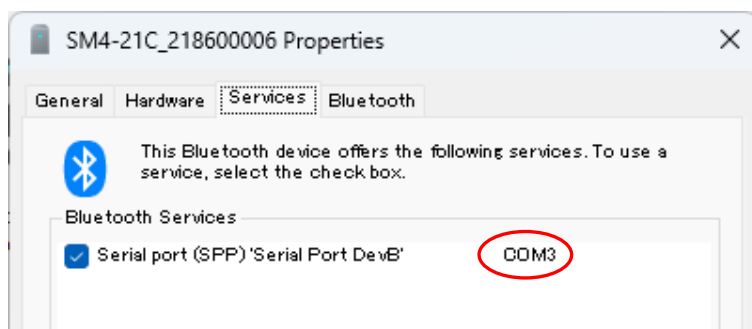 SM4-21C_218600006 Properties
General Hardware Services Bluetooth
This Bluetooth device offers the following services. To use a
service, select the check box.
Bluetooth Services
Serial port (SPP) 'Serial Port DevB' COM3